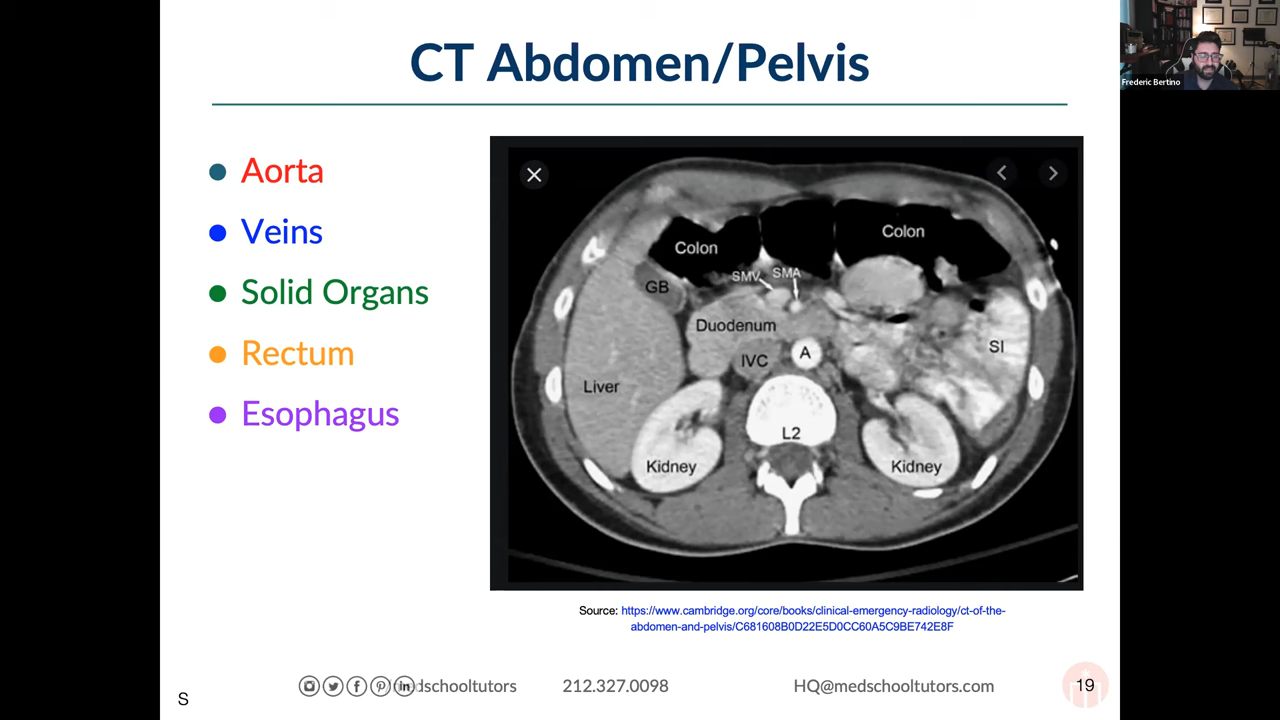 CT Abdomen/Pelvis
Frederic Bertino
Aorta
Veins
Solid Organs
Rectum
Esophagus
Colon
Colon
SMV
SMA
GB
Duodenum
IVC
A
SI
Liver
L2
Kidney
Kidney
Source: https://www.cambridge.org/core/books/clinical-emergency-radiology/ct-of-the-
abdomen-and-pelvis/C681608B0D22E5D0CC60A5C9BE742E8F
S
dschooltutors
212.327.0098
HQ@medschooltutors.com
19